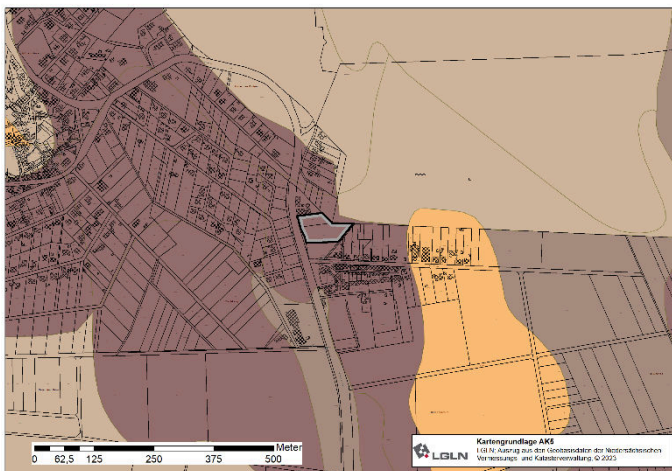 Meter
0 62,5 125 250 375 500
LGLN
Kartengrundlage AK5
LGLN: Auszug aus den Geobasisdaten der Niedersächsischen
Vermessungs- und Katasterverwaltung, © 2023